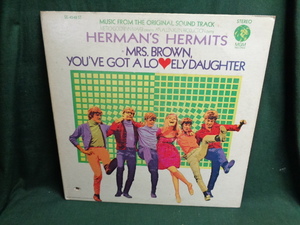 MUSIC FROM THE ORIGINAL SOUND TRACK
STEREO
HERMAN'S HERMITS
MRS. BROWN,
YOU'VE GOT A LOVELY DAUGHTER